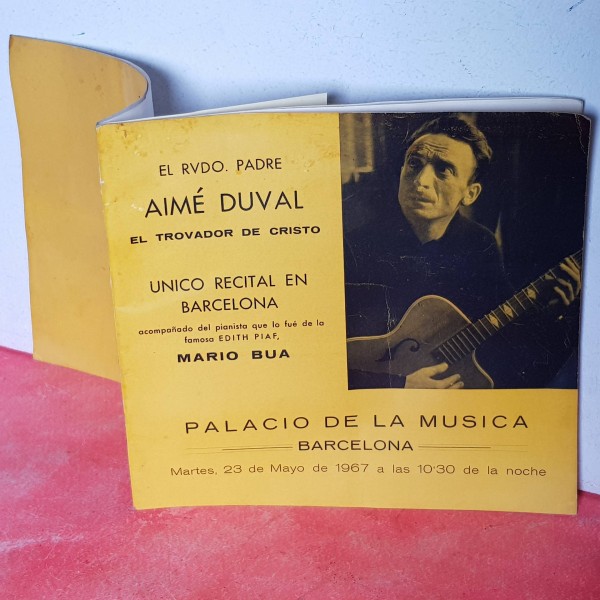 EL RVDO. PADRE
AIMÉ DUVAL
EL TROVADOR DE CRISTO
UNICO RECITAL EN
BARCELONA
acompañado del pianista que lo fué de la
famosa EDITH PIAF,
MARIO BUA
PALACIO DE LA MUSICA
BARCELONA
Martes, 23 de Mayo de 1967 a las 10'30 de la noche